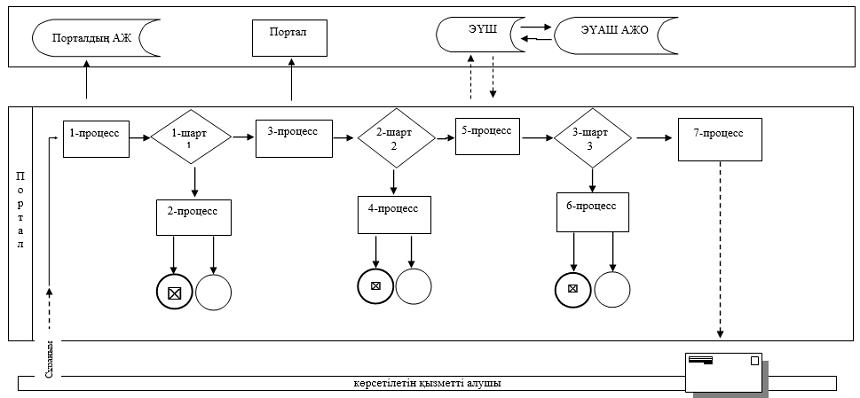 Порталдың АЖ
Портал
ЭҮШ
ЭҮАШ АЖО
Портал
1-процесс
1-шарт
1
3-процесс
2-шарт
2
5-процесс
3-шарт
3
7-процесс
2-процесс
4-процесс
6-процесс
көрсетілетін қызметті алушы